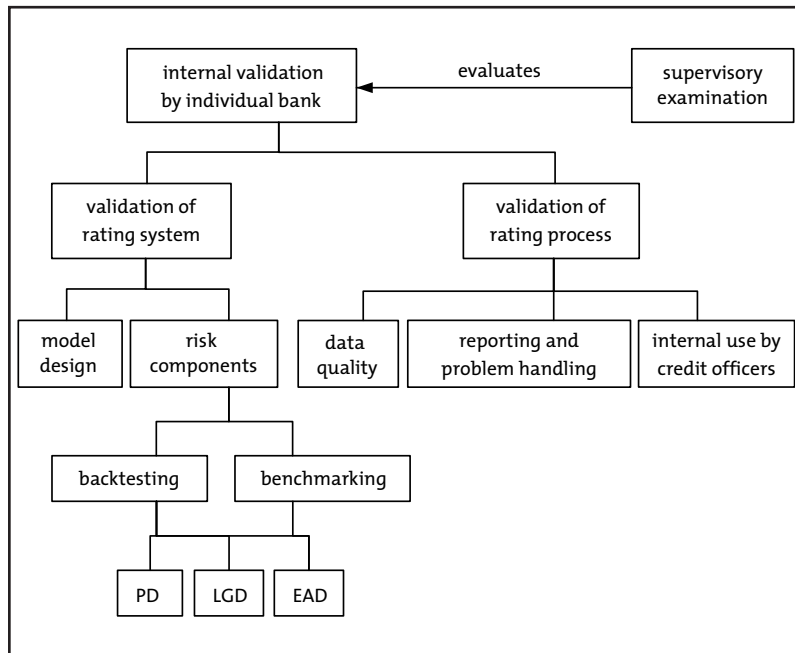 internal validation
by individual bank
evaluates
supervisory
examination
validation of
rating system
validation of
rating process
model
design
risk
components
data
quality
reporting and
problem handling
internal use by
credit officers
backtesting
benchmarking
PD
LGD
EAD